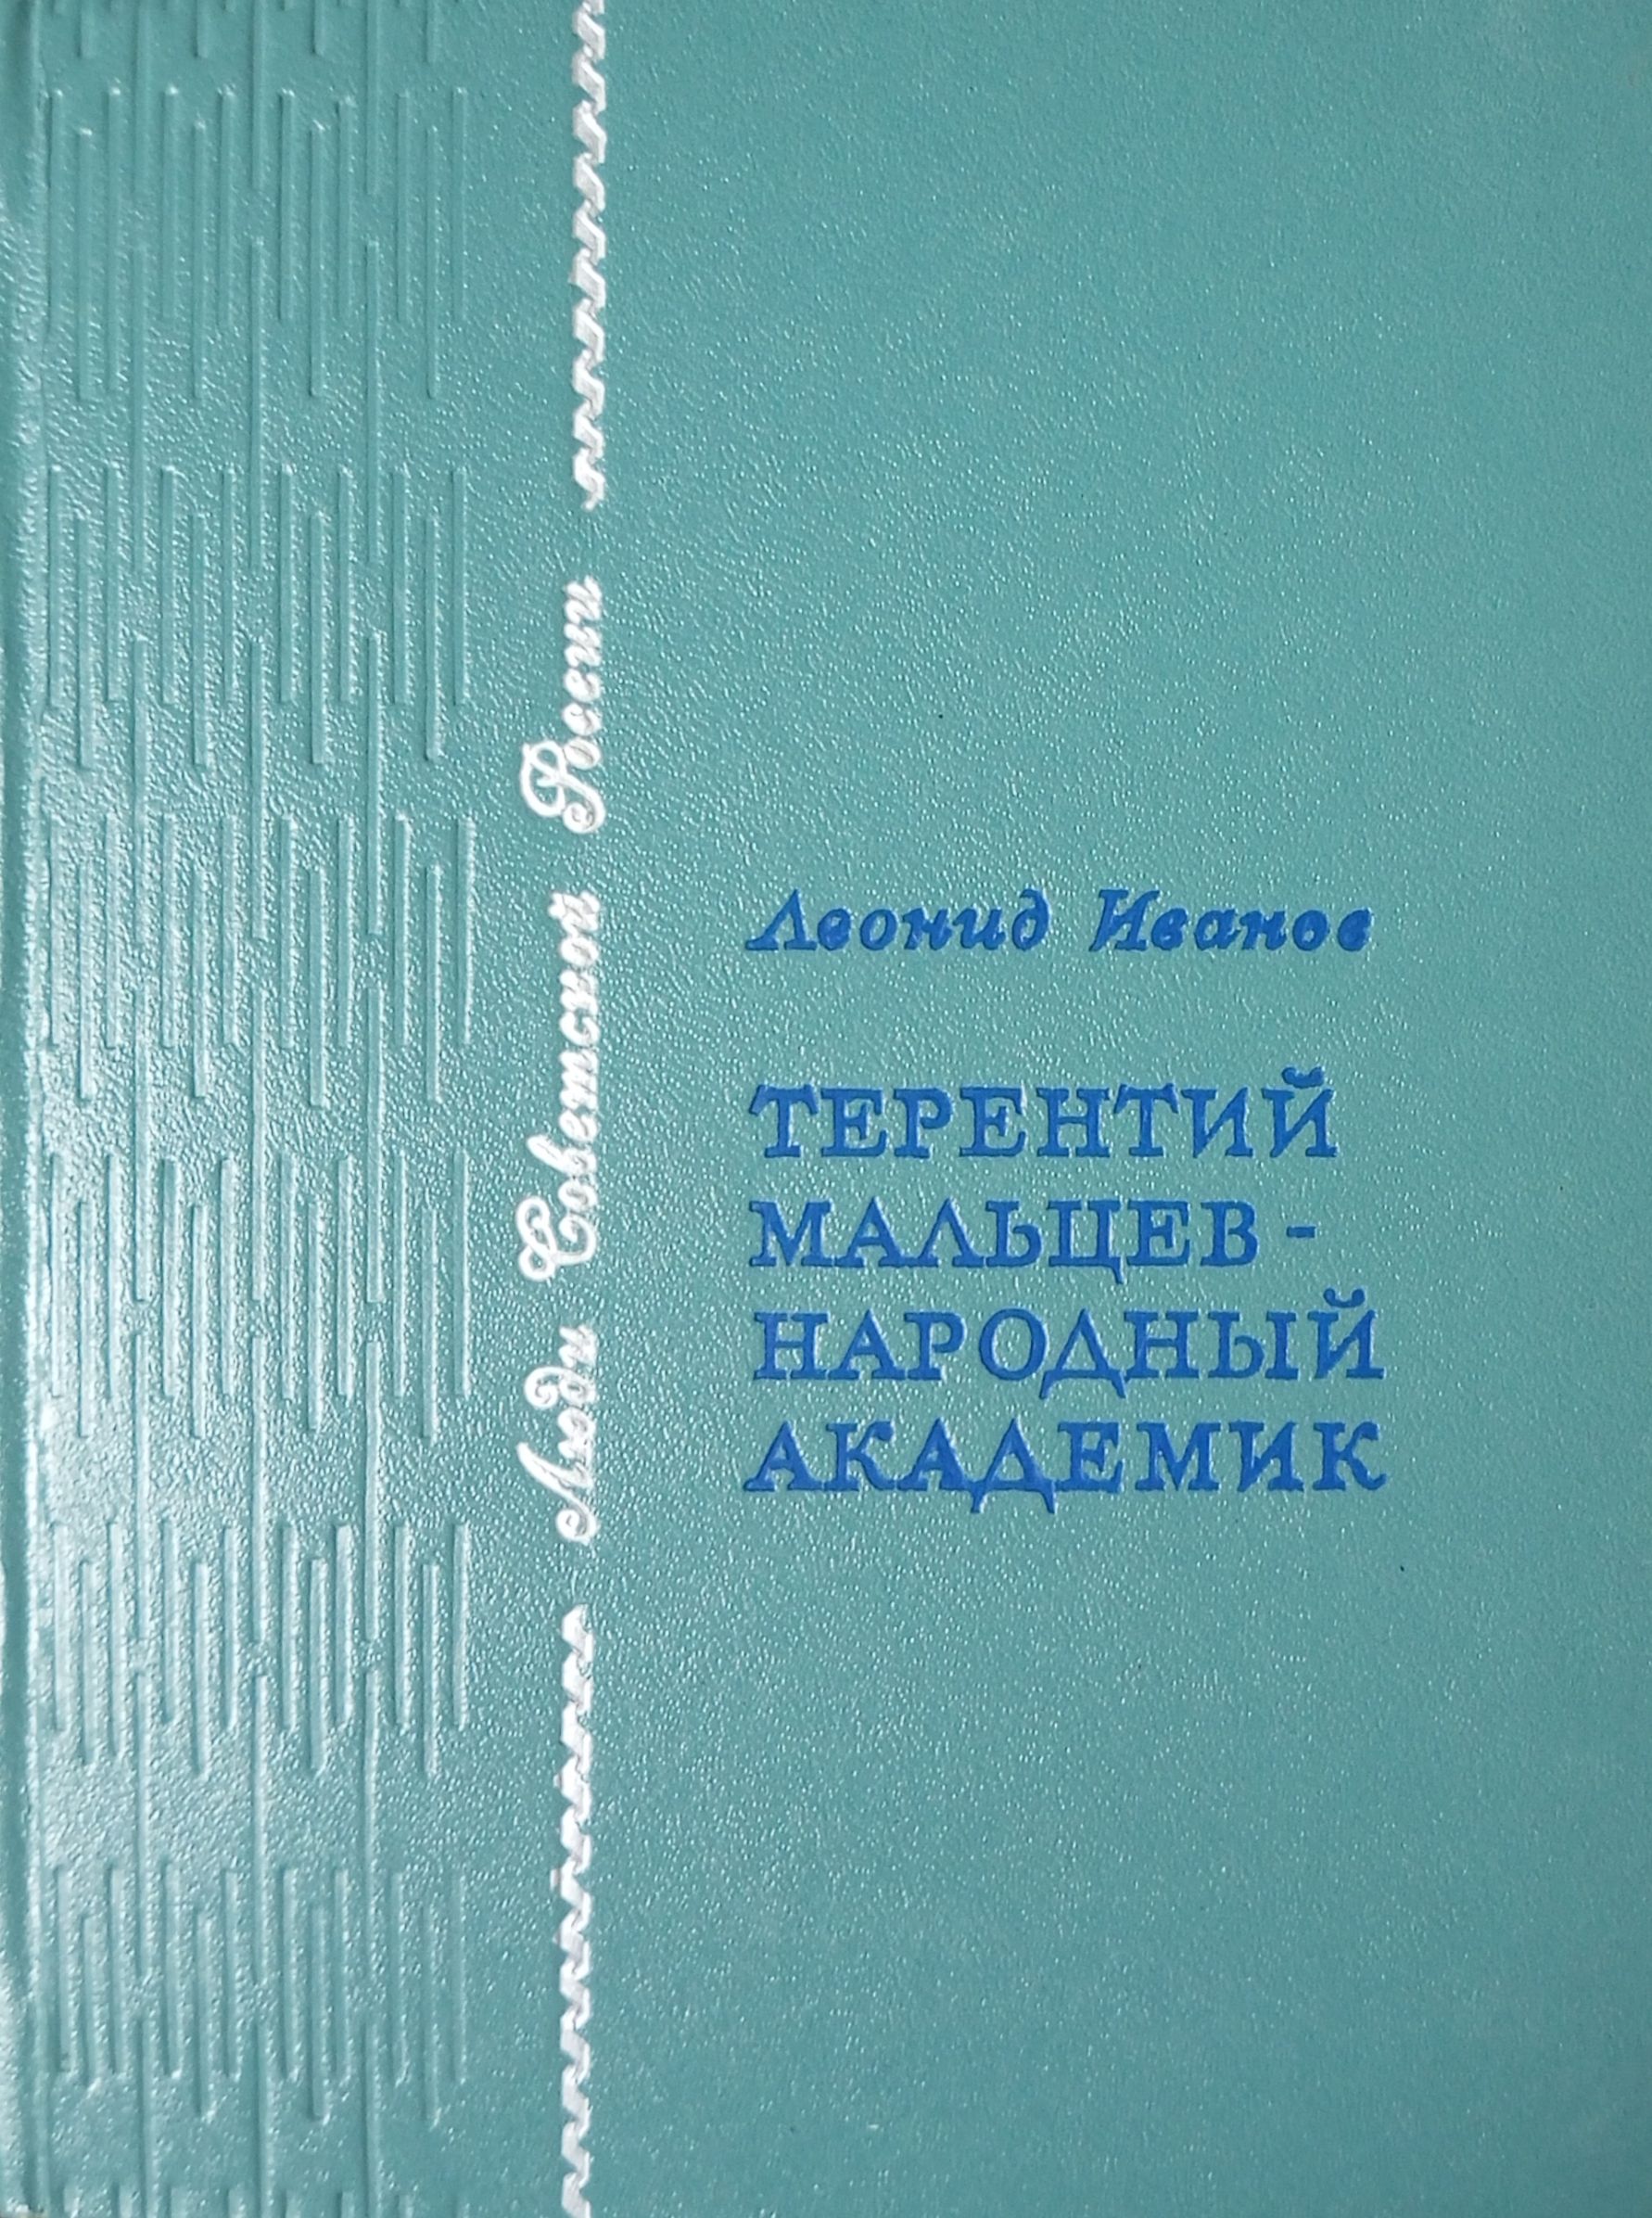 Люди Советской России
Леонид Иванов
ТЕРЕНТИЙ
МАЛЬЦЕВ -
НАРОДНЫЙ
АКАДЕМИК